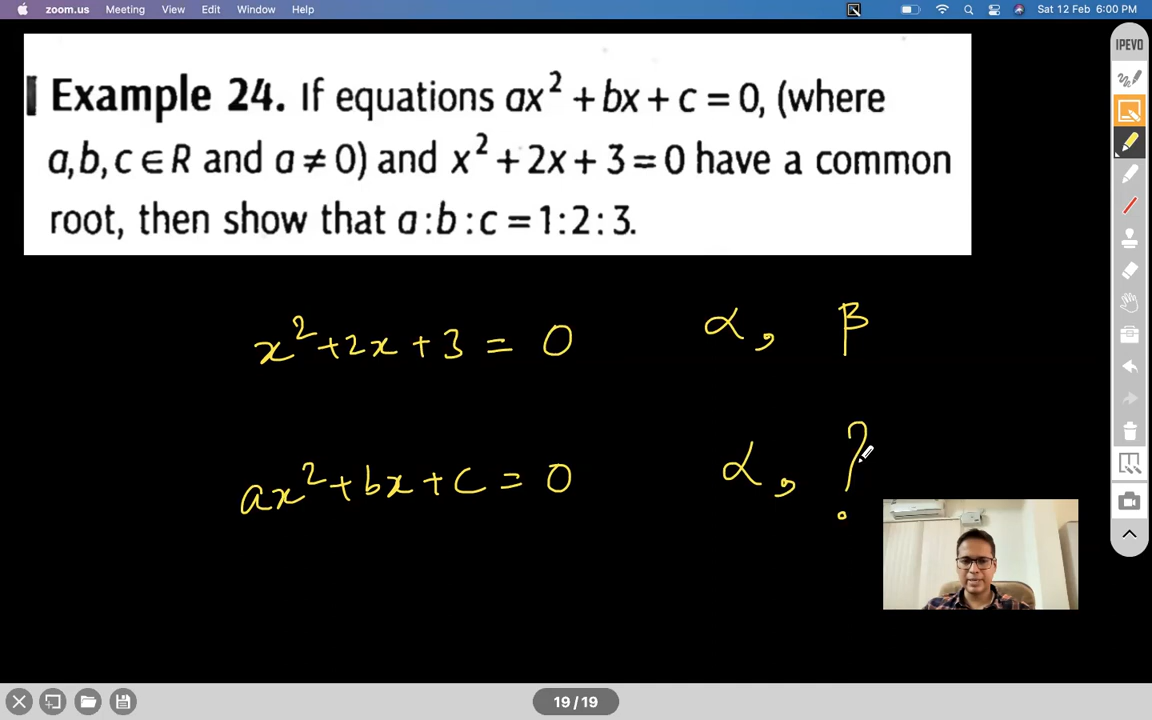 zoom.us Meeting View Edit Window Help Sat 12 Feb 6:00 PM
IPEVO
Example 24. If equations ax² + bx + c = 0, (where
a, b, c ∈ R and a ≠ 0) and x² + 2x + 3 = 0 have a common
root, then show that a : b : c = 1 : 2 : 3.
x² + 2x + 3 = 0 α, β
ax² + bx + c = 0 α, ?
19 / 19